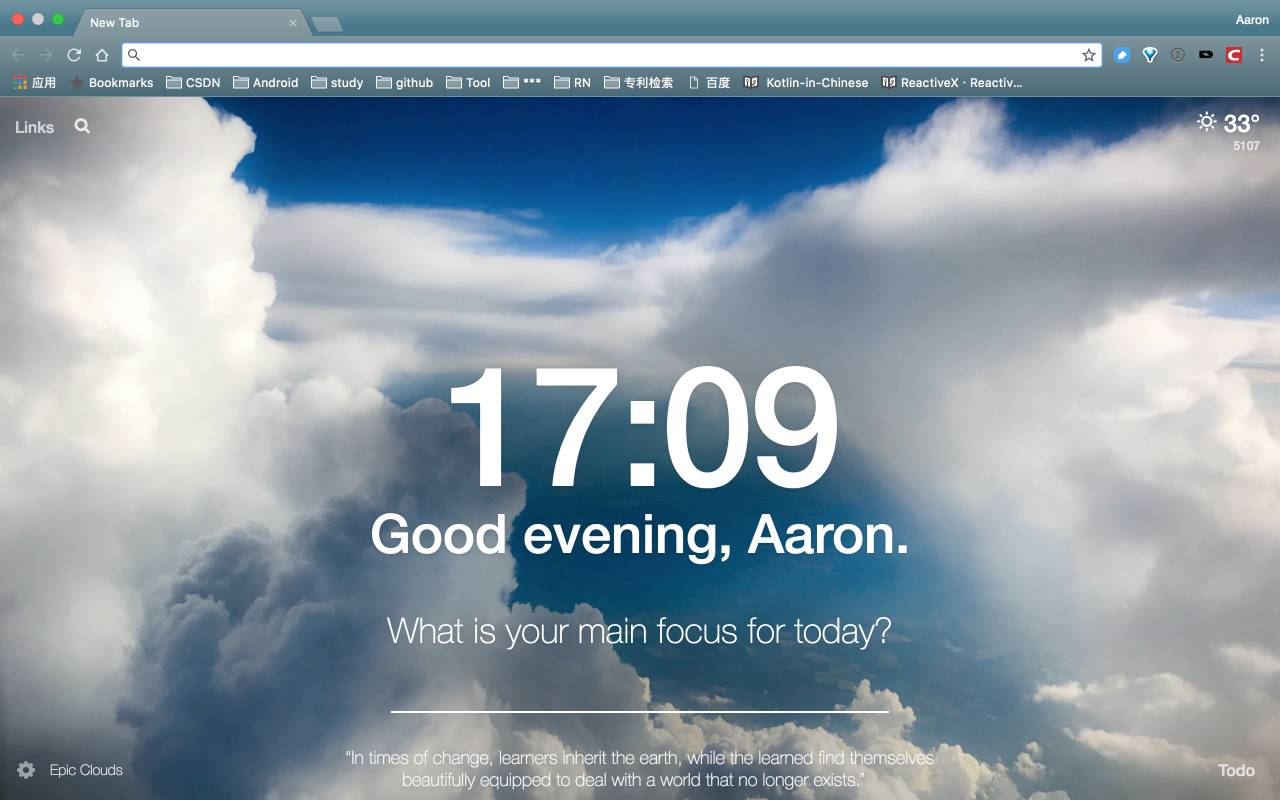 New Tab
Aaron
应用 Bookmarks CSDN Android study github Tool *** RN 专利检索 百度 Kotlin-in-Chinese ReactiveX · Reactiv...
Links
33°
5107
17:09
Good evening, Aaron.
What is your main focus for today?
“In times of change, learners inherit the earth, while the learned find themselves
beautifully equipped to deal with a world that no longer exists.”
Epic Clouds
Todo